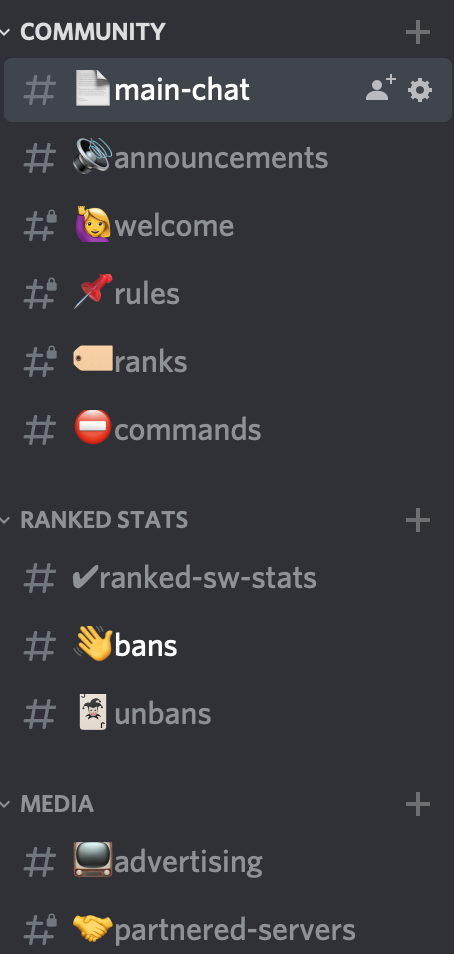 COMMUNITY
# 📄main-chat
# 🔊announcements
# 🙋welcome
# 📌rules
# 🏷ranks
# ⛔commands
RANKED STATS
# ✔ranked-sw-stats
# 👋bans
# 🃏unbans
MEDIA
# 📺advertising
# 🤝partnered-servers